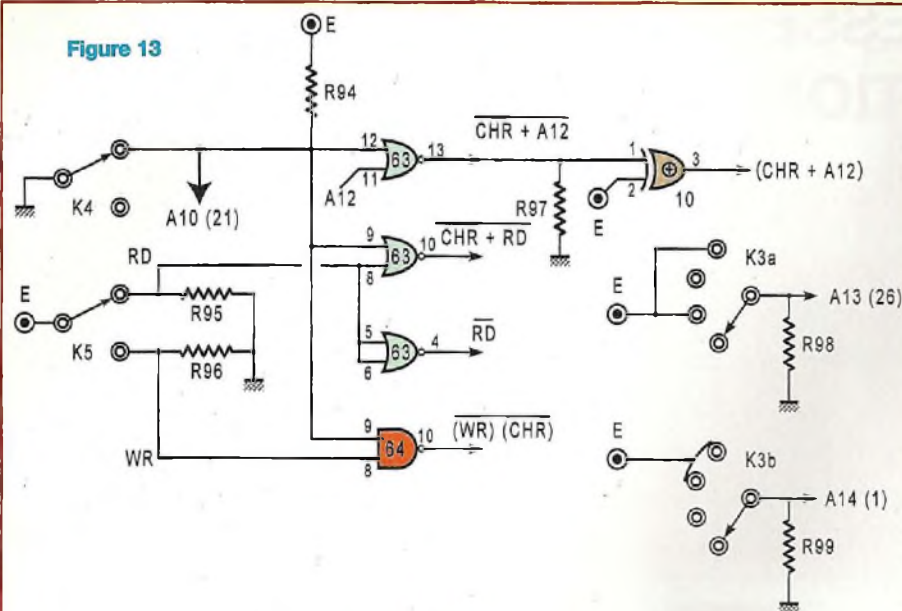 Figure 13
E
R94
12
11
63
13
CHR + A12
A12
1
2
3
10
(CHR + A12)
R97
E
K4
A10 (21)
9
8
63
10
CHR + RD
RD
E
R95
R96
K5
5
6
63
4
RD
K3a
E
A13 (26)
R98
9
8
64
10
(WR) (CHR)
WR
E
K3b
A14 (1)
R99